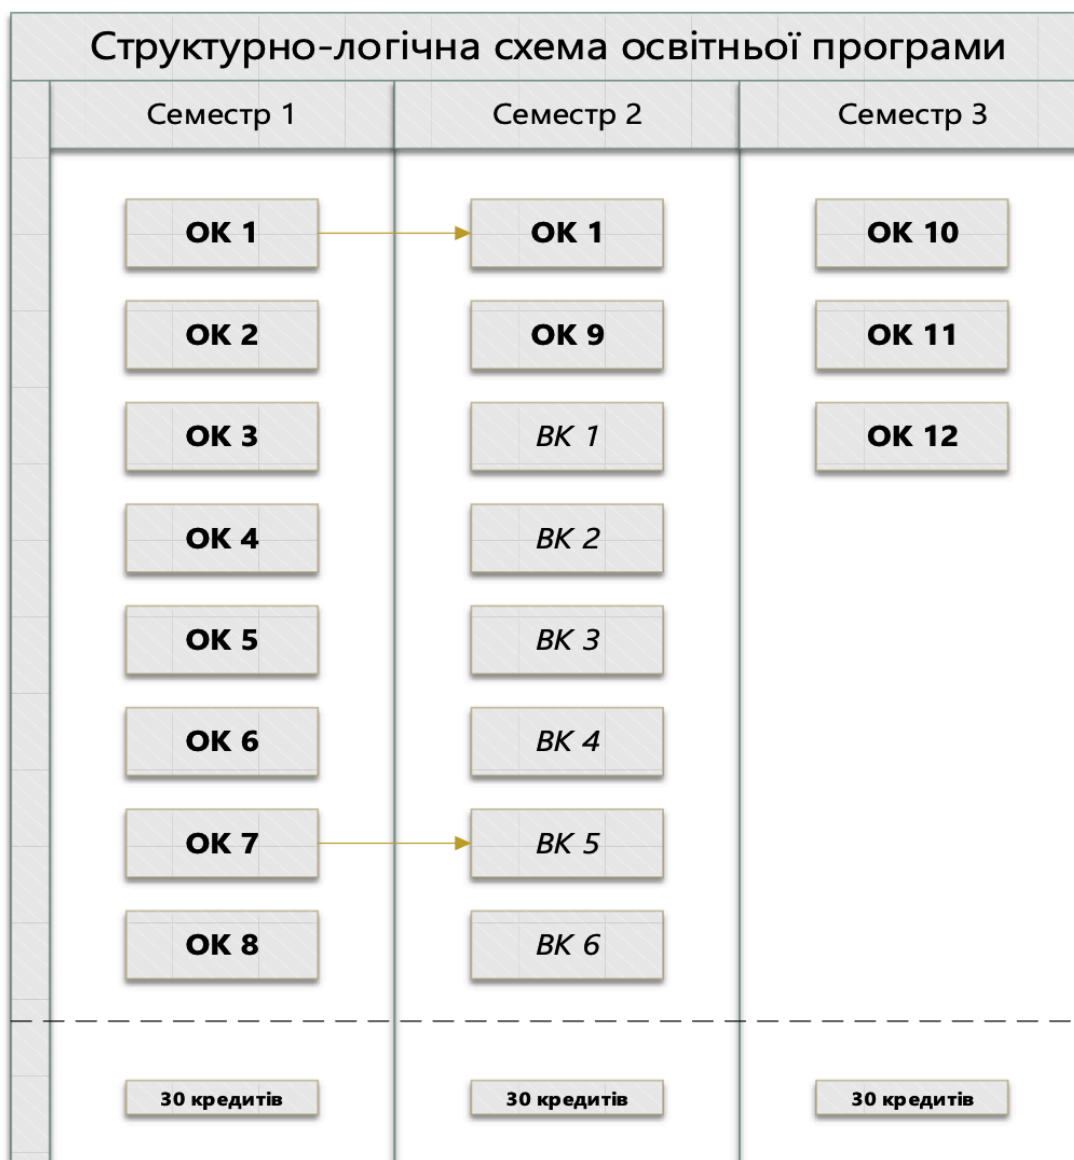 Структурно-логічна схема освітньої програми
Семестр 1
Семестр 2
Семестр 3
ОК 1
ОК 1
ОК 10
ОК 2
ОК 9
ОК 11
ОК 3
ВК 1
ОК 12
ОК 4
ВК 2
ОК 5
ВК 3
ОК 6
ВК 4
ОК 7
ВК 5
ОК 8
ВК 6
30 кредитів
30 кредитів
30 кредитів